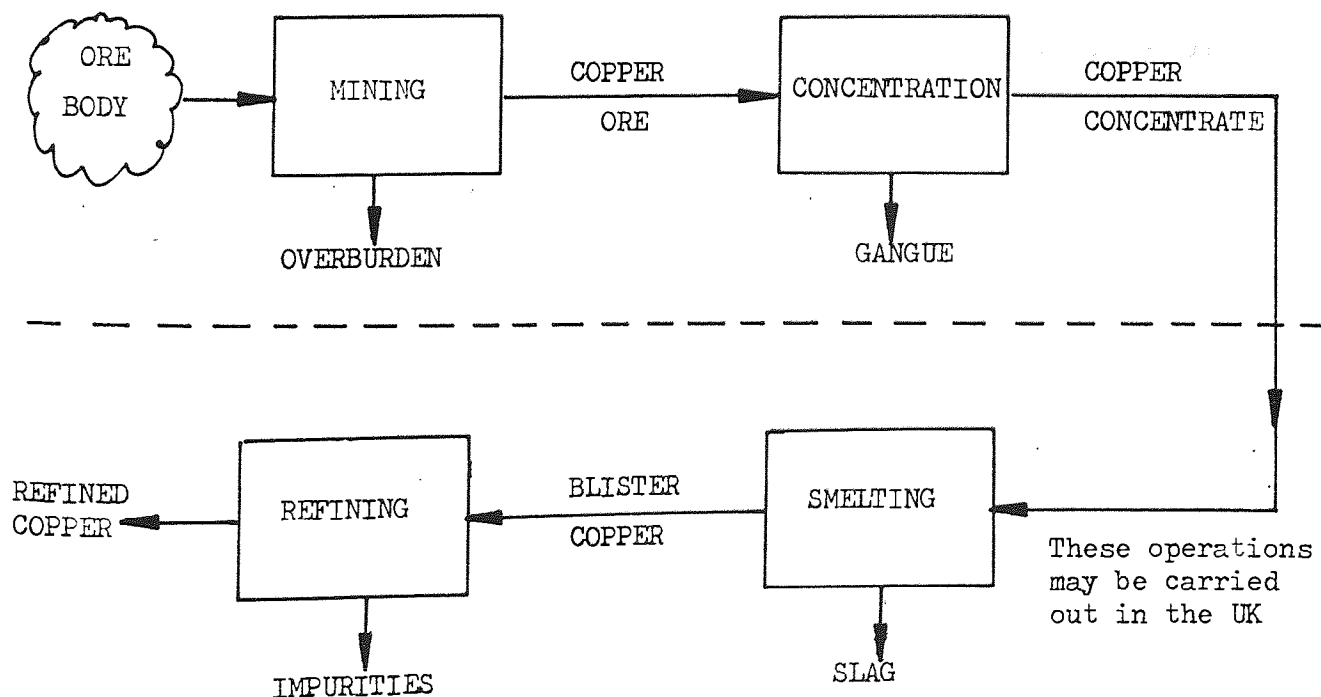 ORE
BODY
MINING
COPPER
ORE
CONCENTRATION
COPPER
CONCENTRATE
OVERBURDEN
GANGUE
REFINED
COPPER
REFINING
BLISTER
COPPER
SMELTING
These operations
may be carried
out in the UK
IMPURITIES
SLAG